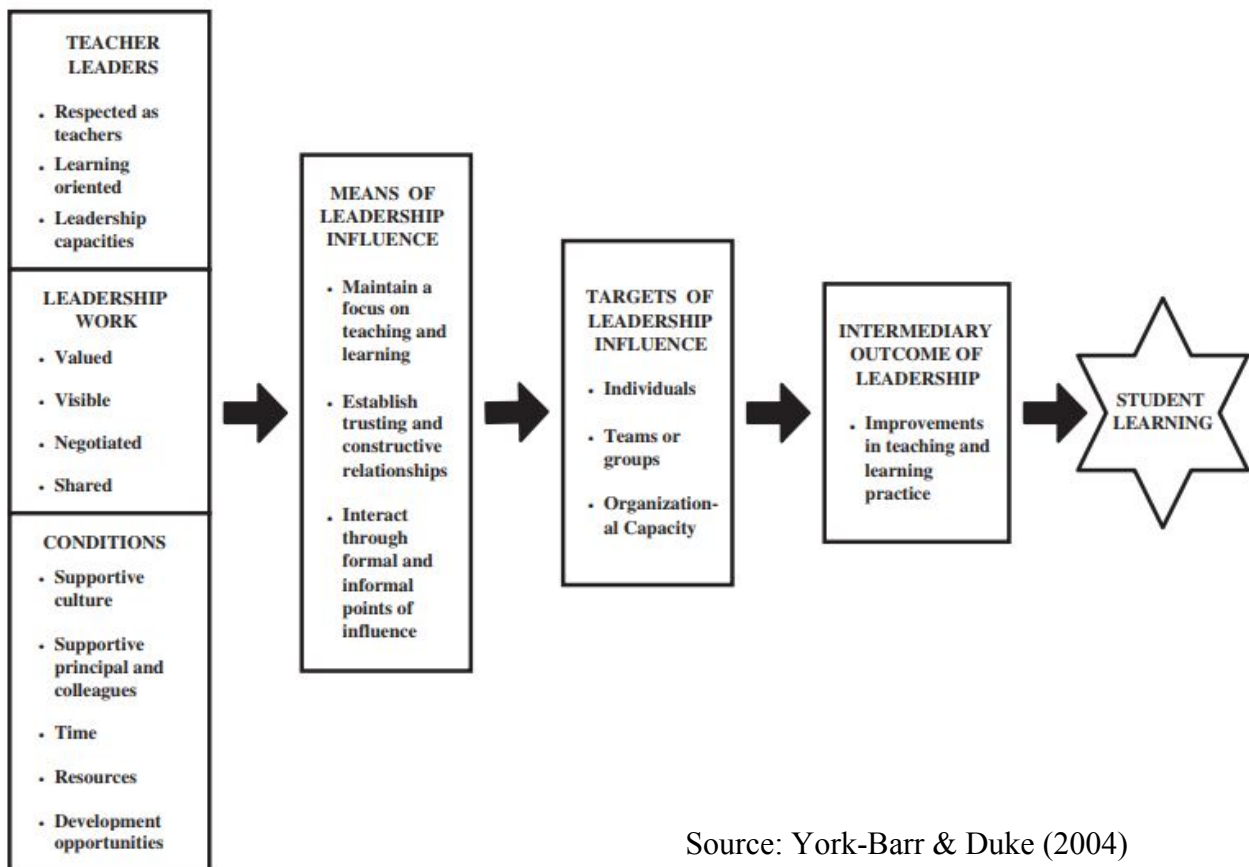 TEACHER
LEADERS
• Respected as
teachers
• Learning
oriented
• Leadership
capacities
LEADERSHIP
WORK
• Valued
• Visible
• Negotiated
• Shared
CONDITIONS
• Supportive
culture
• Supportive
principal and
colleagues
• Time
• Resources
• Development
opportunities
MEANS OF
LEADERSHIP
INFLUENCE
• Maintain a
focus on
teaching and
learning
• Establish
trusting and
constructive
relationships
• Interact
through
formal and
informal
points of
influence
TARGETS OF
LEADERSHIP
INFLUENCE
• Individuals
• Teams or
groups
• Organization-
al Capacity
INTERMEDIARY
OUTCOME OF
LEADERSHIP
• Improvements
in teaching and
learning
practice
STUDENT
LEARNING
Source: York-Barr & Duke (2004)